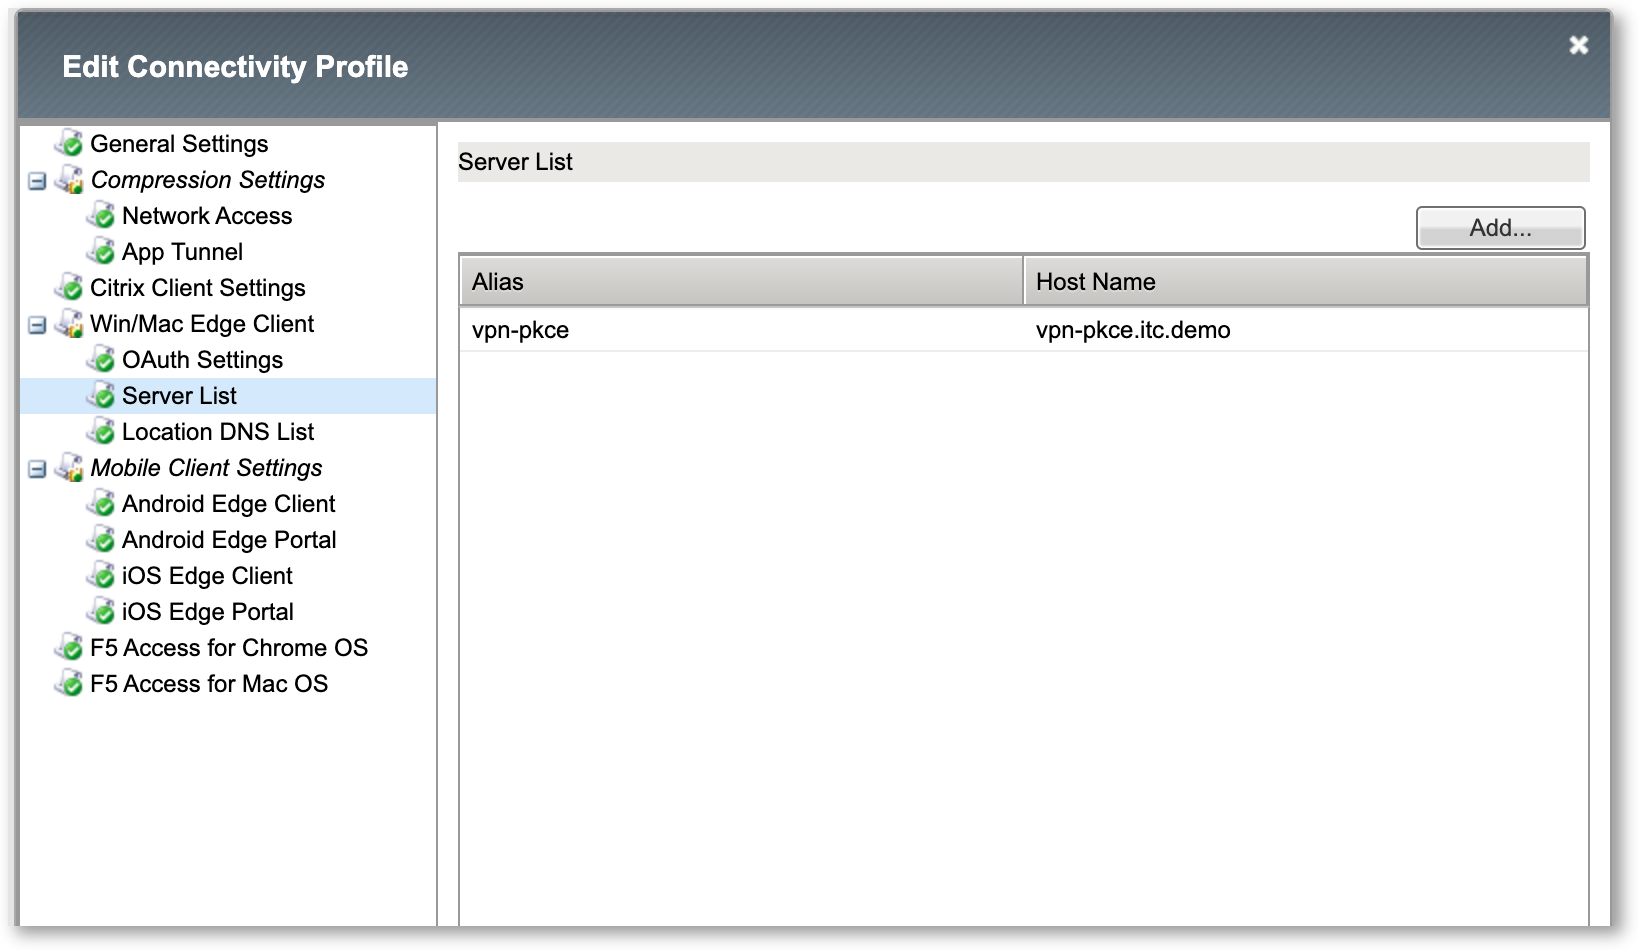 Edit Connectivity Profile
General Settings
Compression Settings
Network Access
App Tunnel
Citrix Client Settings
Win/Mac Edge Client
OAuth Settings
Server List
Location DNS List
Mobile Client Settings
Android Edge Client
Android Edge Portal
iOS Edge Client
iOS Edge Portal
F5 Access for Chrome OS
F5 Access for Mac OS
Server List
Add...
Alias Host Name
vpn-pkce vpn-pkce.itc.demo